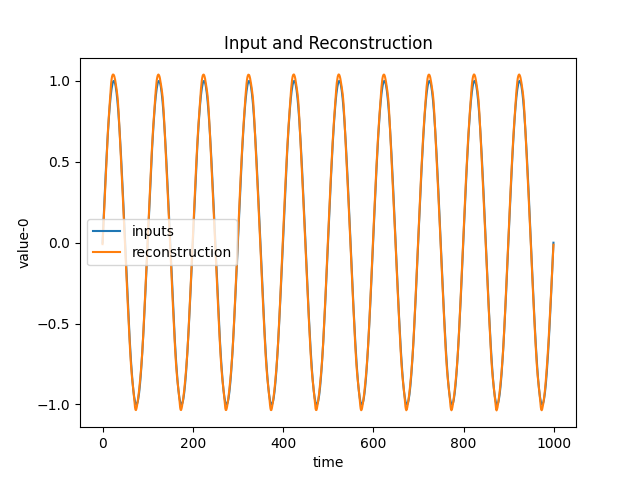 Input and Reconstruction
1.0
0.5
0.0
−0.5
−1.0
value-0
inputs
reconstruction
0 200 400 600 800 1000
time